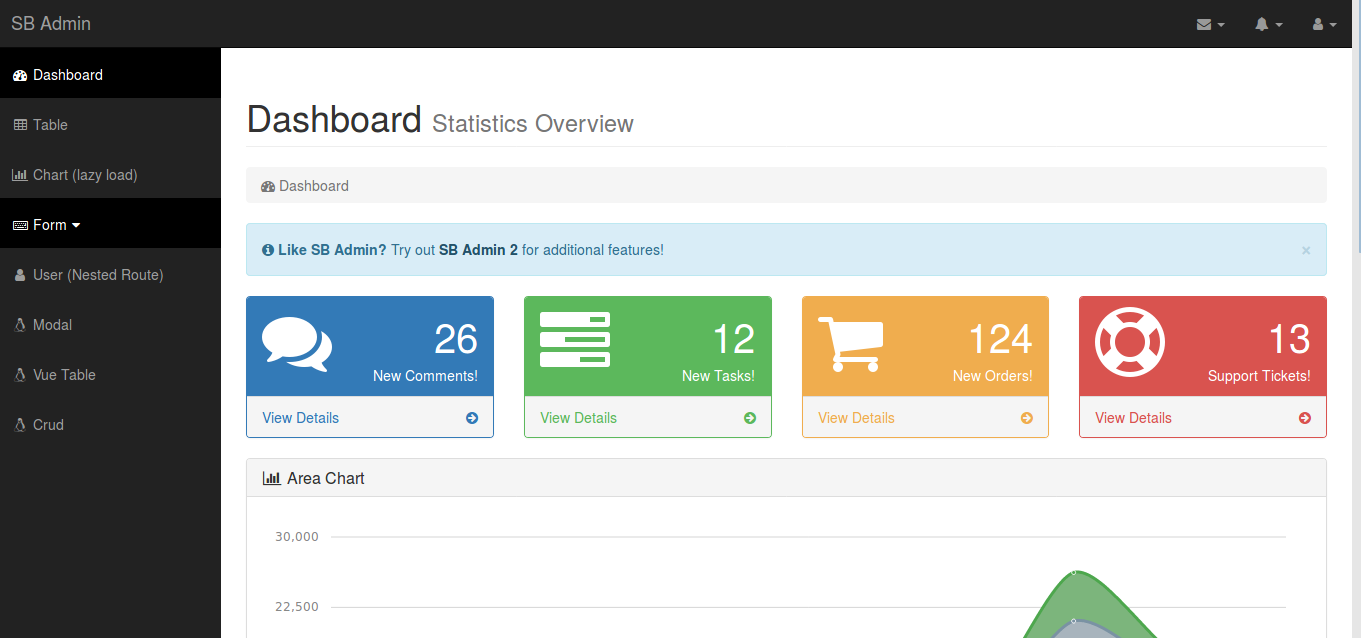 SB Admin
Dashboard
Table
Chart (lazy load)
Form
User (Nested Route)
Modal
Vue Table
Crud
Dashboard Statistics Overview
Dashboard
Like SB Admin? Try out SB Admin 2 for additional features! ×
26
New Comments!
View Details
12
New Tasks!
View Details
124
New Orders!
View Details
13
Support Tickets!
View Details
Area Chart
30,000
22,500